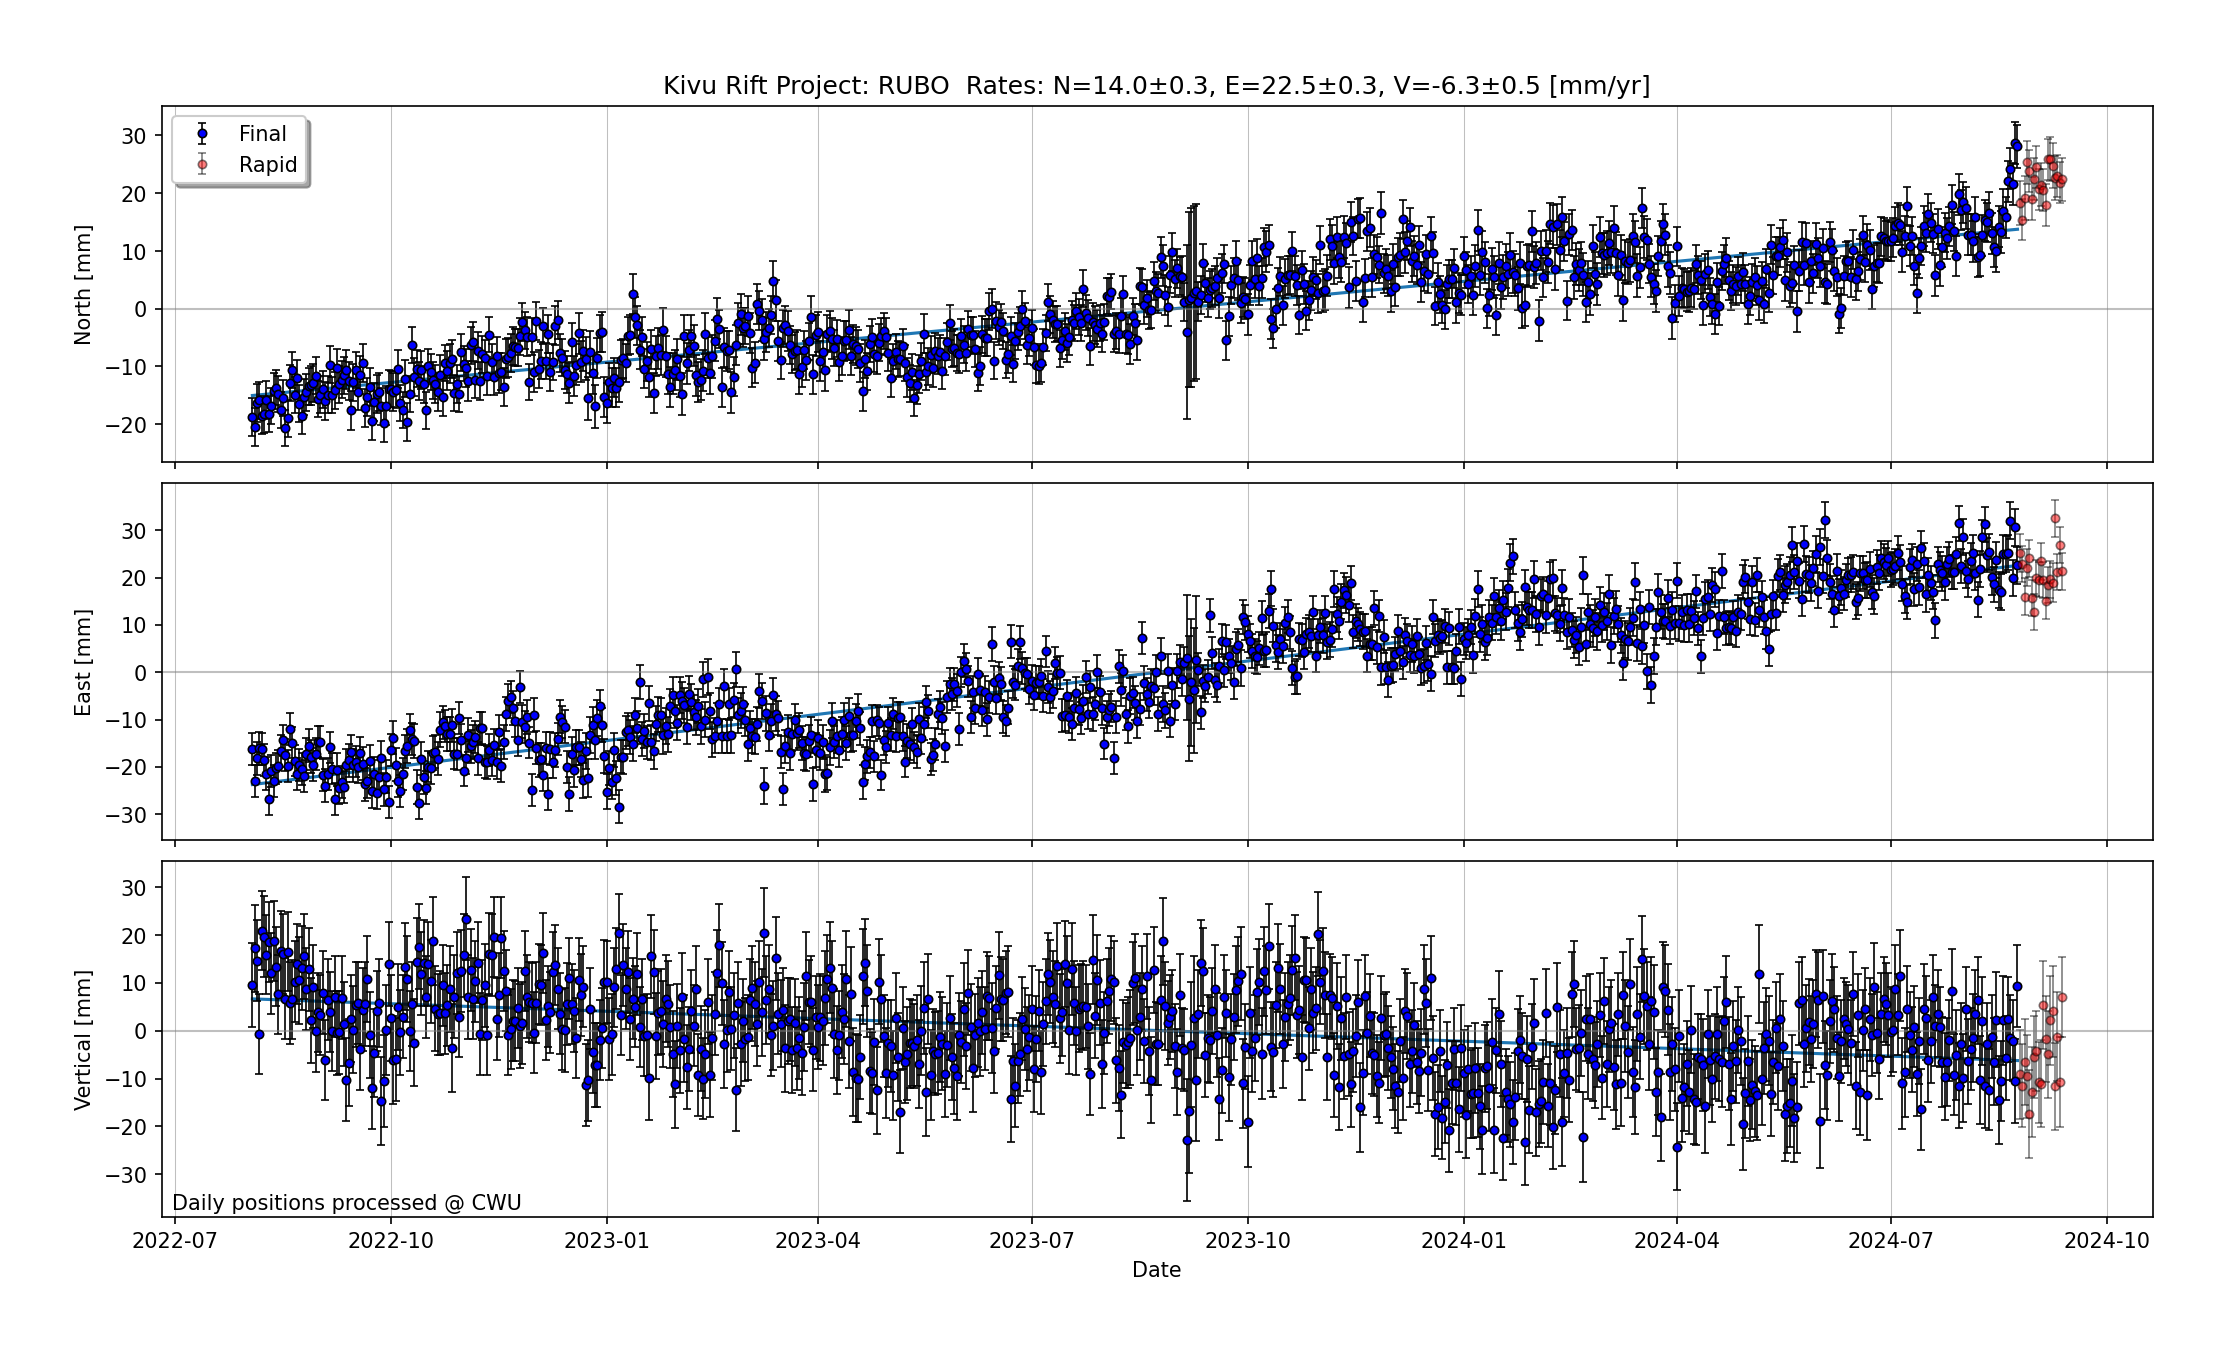 Kivu Rift Project: RUBO  Rates: N=14.0±0.3, E=22.5±0.3, V=-6.3±0.5 [mm/yr]
Final
Rapid
North [mm]
30
20
10
0
−10
−20
East [mm]
30
20
10
0
−10
−20
−30
Vertical [mm]
30
20
10
0
−10
−20
−30
Daily positions processed @ CWU
2022-07 2022-10 2023-01 2023-04 2023-07 2023-10 2024-01 2024-04 2024-07 2024-10
Date